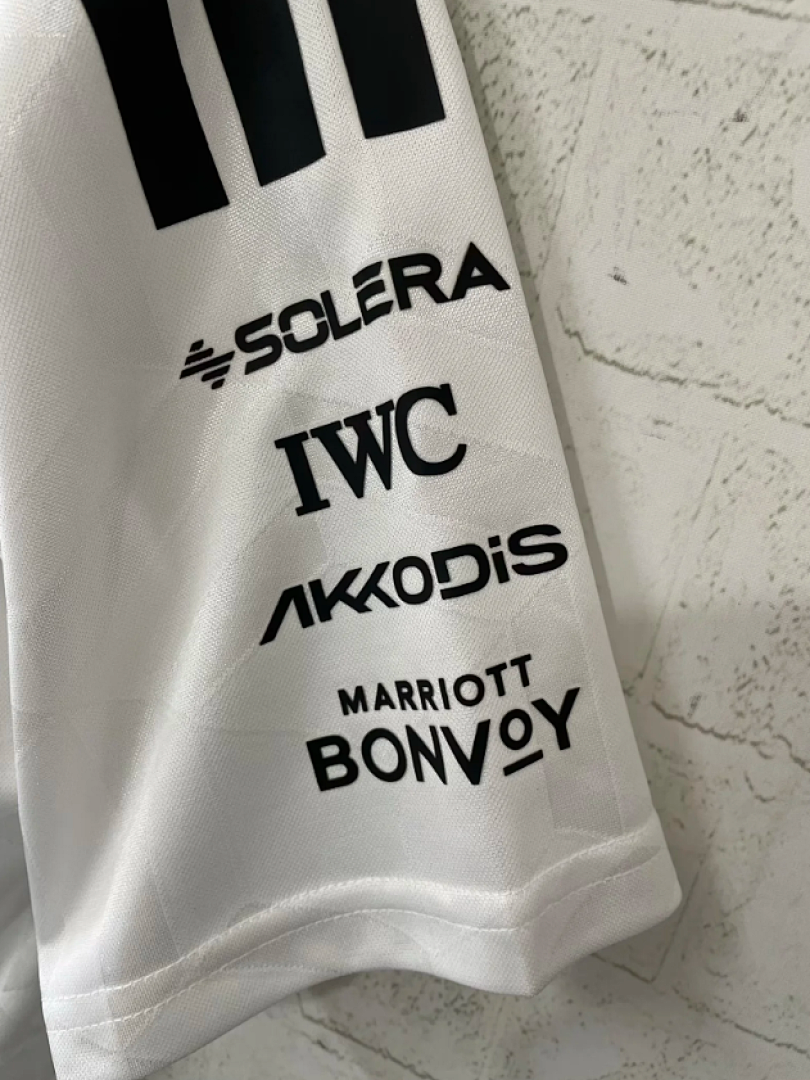 SOLERA
IWC
AKKODiS
MARRIOTT
BONVoY